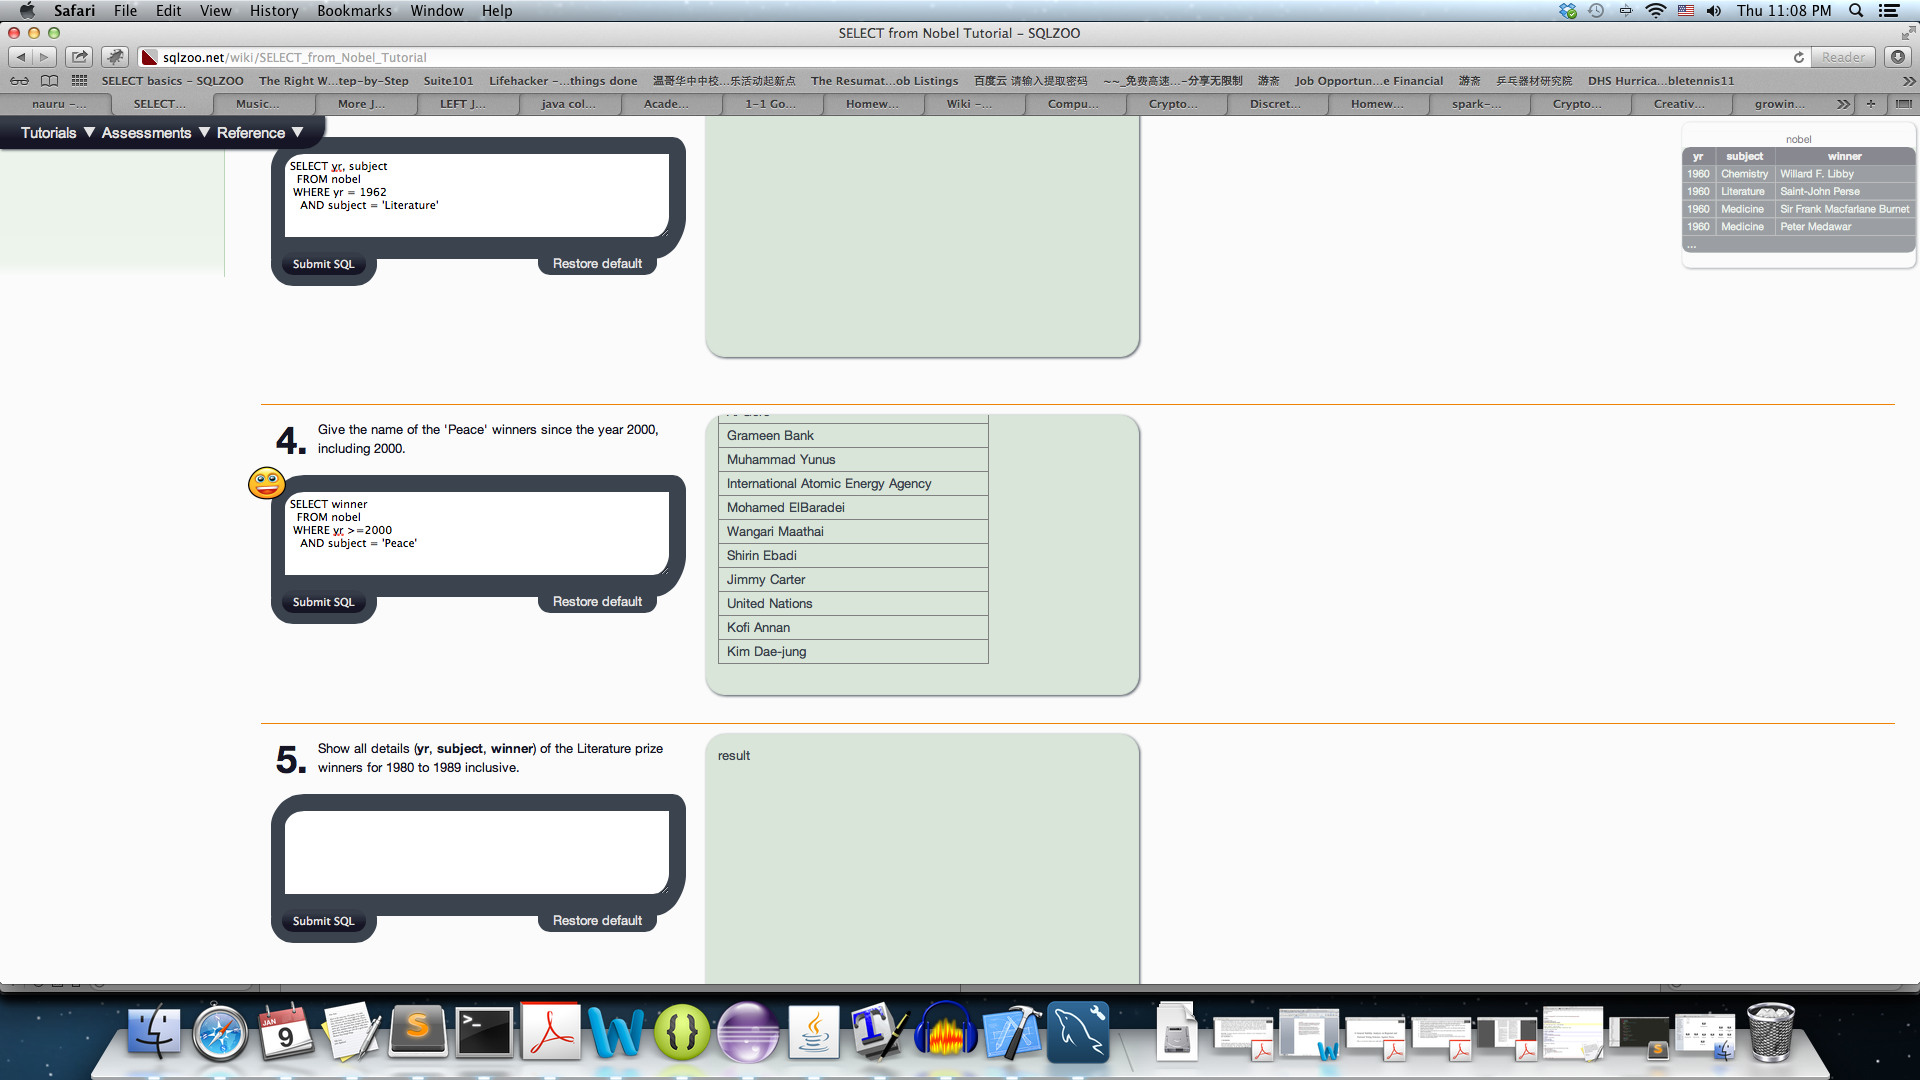 Safari File Edit View History Bookmarks Window Help Thu 11:08 PM
SELECT from Nobel Tutorial – SQLZOO
sqlzoo.net/wiki/SELECT_from_Nobel_Tutorial Reader
SELECT basics – SQLZOO The Right W...tep-by-Step Suite101 Lifehacker –...things done 温哥华中中校...乐活动起新点 The Resumat...ob Listings 百度云 请输入提取密码 ~~_免费高速...-分享无限制 游斋 Job Opportun...e Financial 游斋 乒乓器材研究院 DHS Hurrica...bletennis11
nauru –... SELECT... Music... More J... LEFT J... java col... Acade... 1-1 Go... Homew... Wiki –... Compu... Crypto... Discret... Homew... spark-... Crypto... Creativ... growin...
Tutorials ▼ Assessments ▼ Reference ▼
SELECT yr, subject
FROM nobel
WHERE yr = 1962
AND subject = 'Literature'
Submit SQL Restore default
nobel
yr subject winner
1960 Chemistry Willard F. Libby
1960 Literature Saint-John Perse
1960 Medicine Sir Frank Macfarlane Burnet
1960 Medicine Peter Medawar
...
4. Give the name of the 'Peace' winners since the year 2000,
including 2000.
SELECT winner
FROM nobel
WHERE yr >=2000
AND subject = 'Peace'
Submit SQL Restore default
Grameen Bank
Muhammad Yunus
International Atomic Energy Agency
Mohamed ElBaradei
Wangari Maathai
Shirin Ebadi
Jimmy Carter
United Nations
Kofi Annan
Kim Dae-jung
5. Show all details (yr, subject, winner) of the Literature prize
winners for 1980 to 1989 inclusive.
Submit SQL Restore default
result
JAN
9